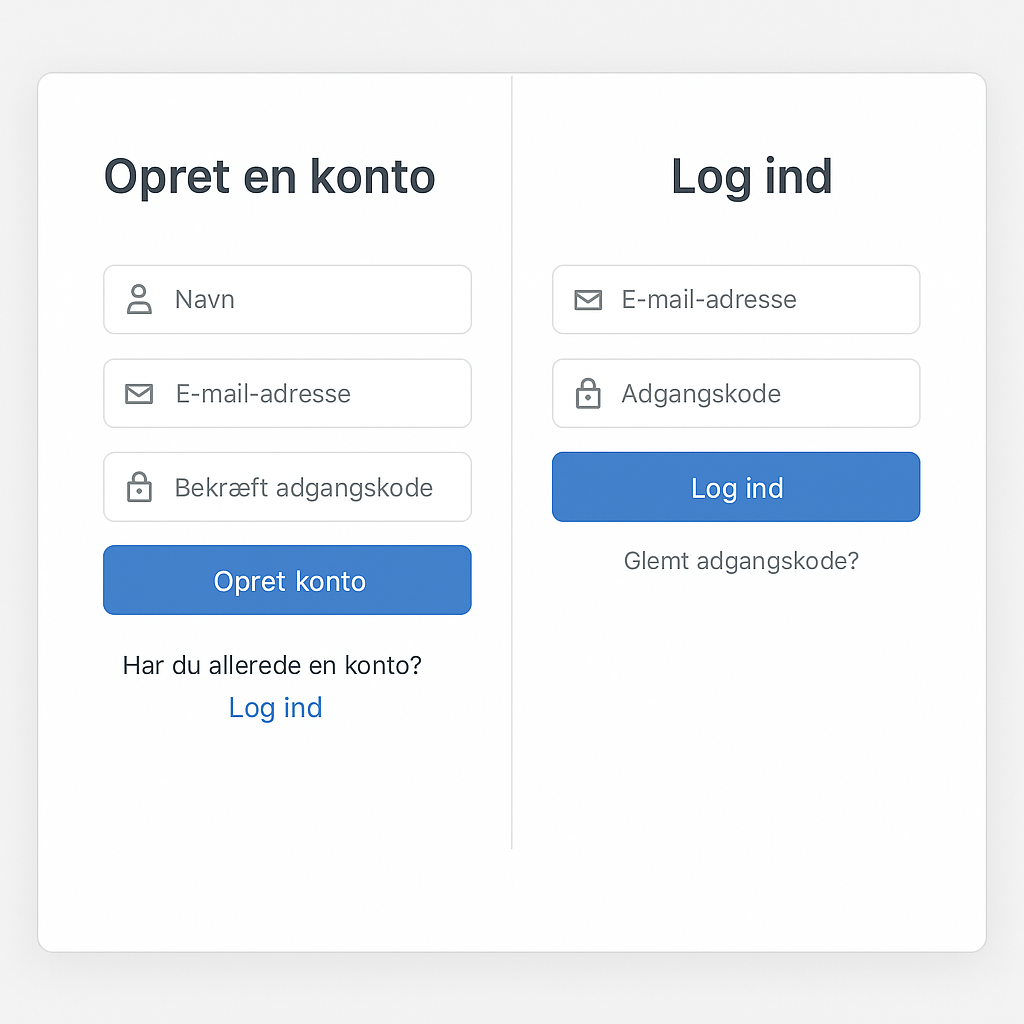 Opret en konto
Navn
E-mail-adresse
Bekræft adgangskode
Opret konto
Har du allerede en konto?
Log ind
Log ind
E-mail-adresse
Adgangskode
Log ind
Glemt adgangskode?